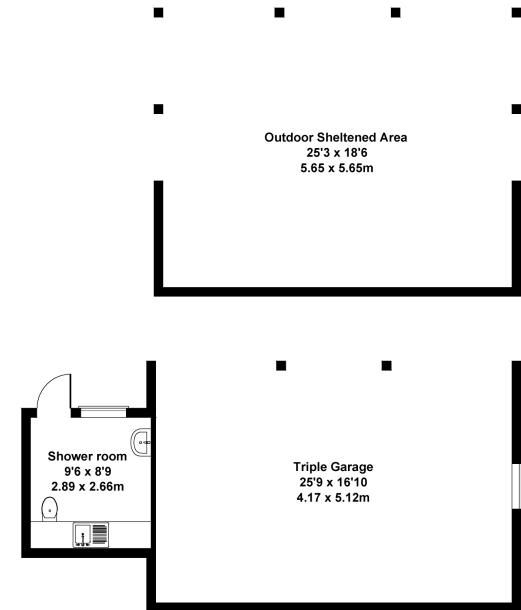 Outdoor Sheltened Area
25'3 x 18'6
5.65 x 5.65m
Shower room
9'6 x 8'9
2.89 x 2.66m
Triple Garage
25'9 x 16'10
4.17 x 5.12m